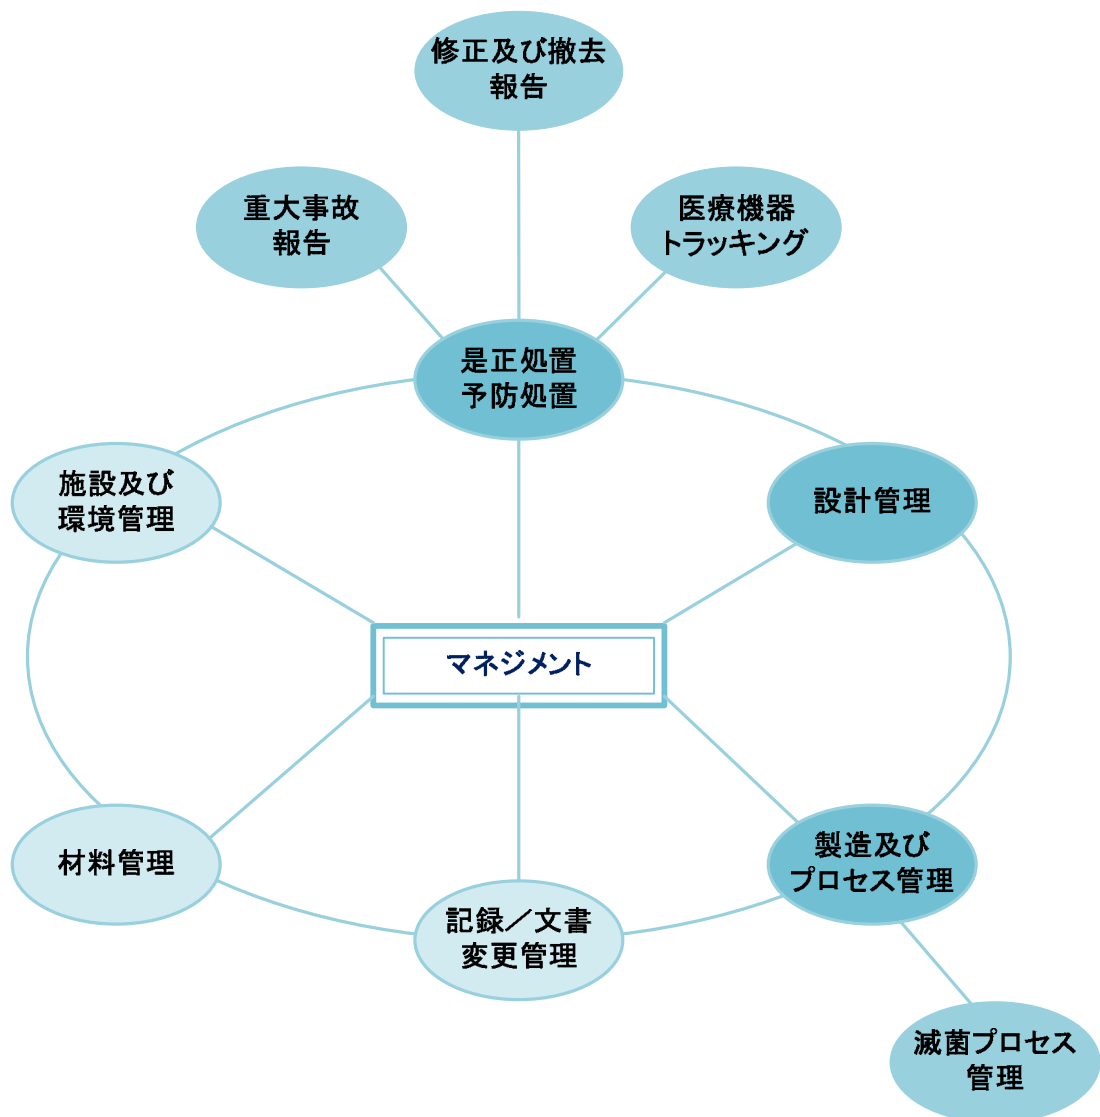 修正及び撤去
報告
重大事故
報告
医療機器
トラッキング
是正処置
予防処置
施設及び
環境管理
設計管理
マネジメント
材料管理
製造及び
プロセス管理
記録／文書
変更管理
滅菌プロセス
管理